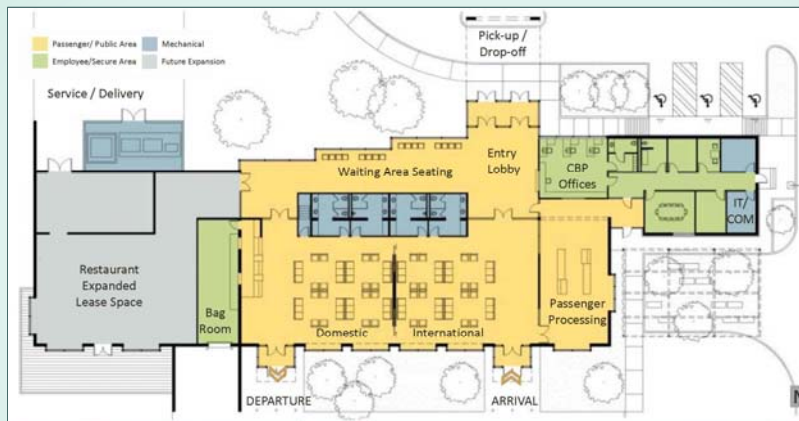 Pick-up /
Drop-off
Passenger/ Public Area
Mechanical
Employee/Secure Area
Future Expansion
Service / Delivery
Entry
Lobby
Waiting Area Seating
CBP
Offices
IT/
COM
Restaurant
Expanded
Lease Space
Bag
Room
Domestic
International
Passenger
Processing
DEPARTURE
ARRIVAL
N